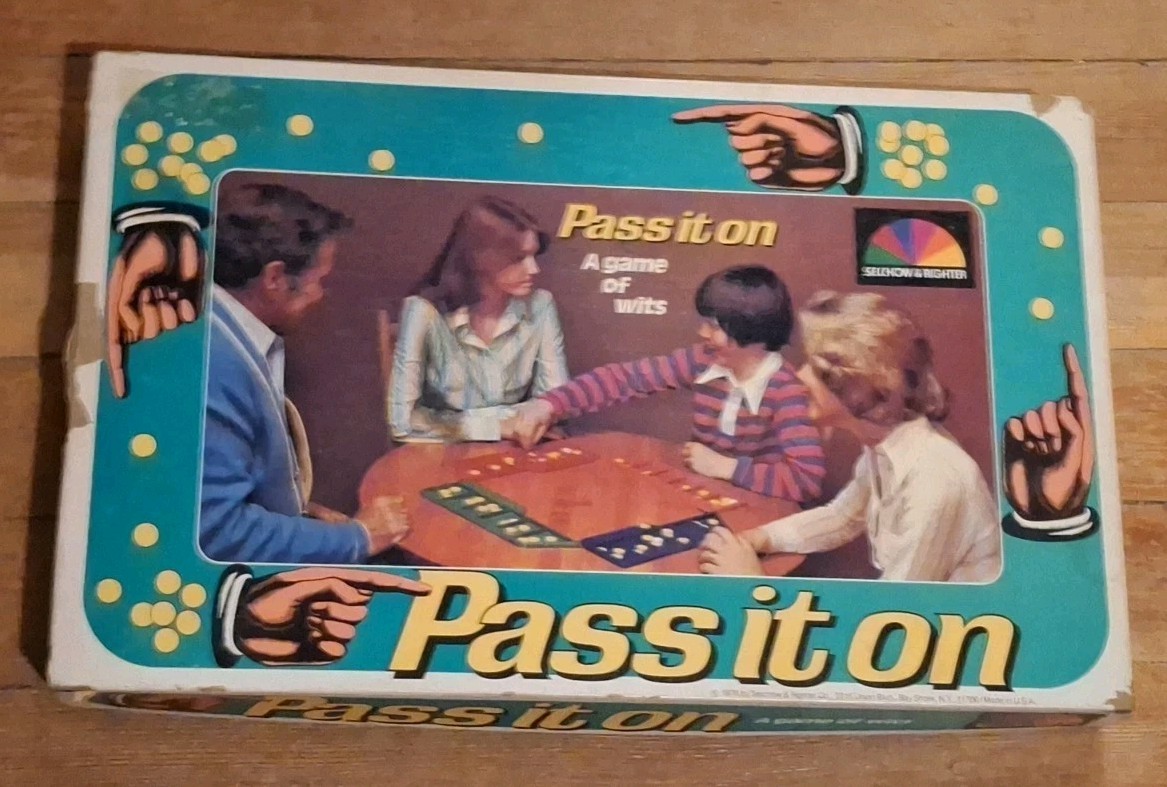 Pass it on
A game
of
wits
SELCHOW & RIGHTER
Pass it on
Pass it on A game of wits